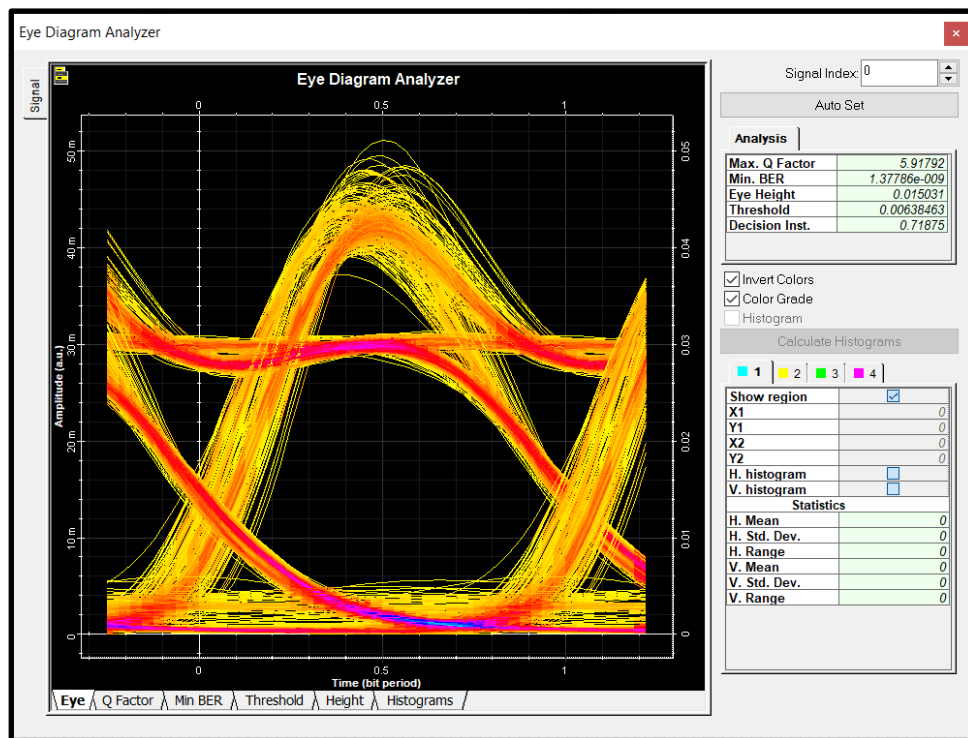 Eye Diagram Analyzer
×
Signal
Eye Diagram Analyzer
0 0.5 1
50 m
40 m
30 m
20 m
10 m
0
Amplitude (a.u.)
0.05
0.04
0.03
0.02
0.01
0
0 0.5 1
Time (bit period)
Eye Q Factor Min BER Threshold Height Histograms
Signal Index: 0
Auto Set
Analysis
Max. Q Factor 5.91792
Min. BER 1.37786e-009
Eye Height 0.015031
Threshold 0.00638463
Decision Inst. 0.71875
Invert Colors
Color Grade
Histogram
Calculate Histograms
1 2 3 4
Show region
X1 0
Y1 0
X2 0
Y2 0
H. histogram
V. histogram
Statistics
H. Mean 0
H. Std. Dev. 0
H. Range 0
V. Mean 0
V. Std. Dev. 0
V. Range 0